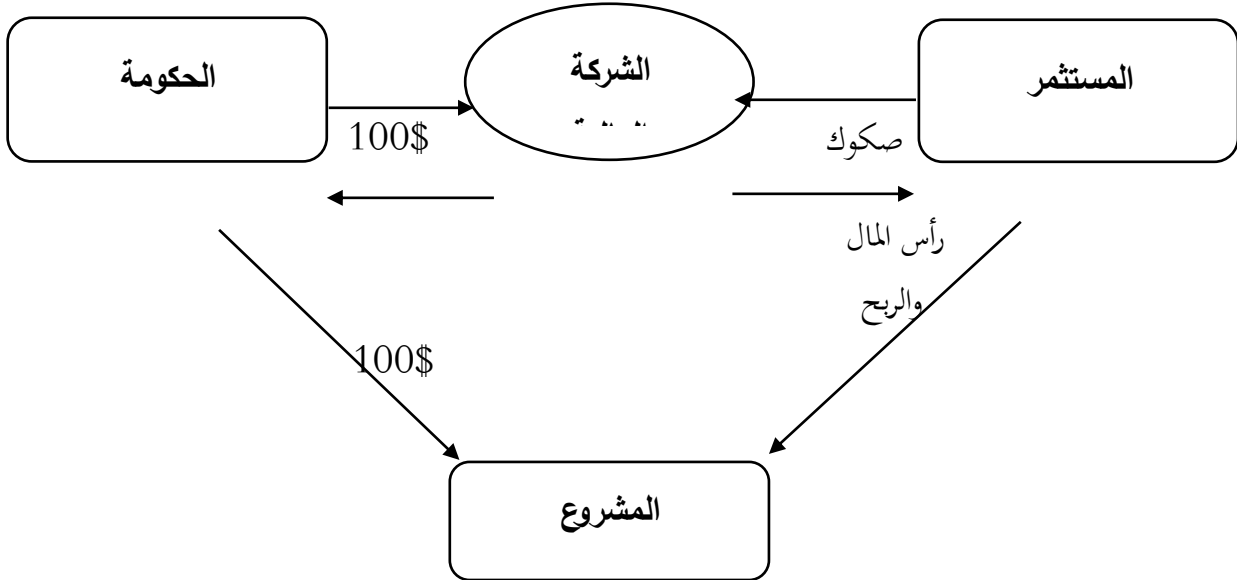 المستثمر
الشركة
الحكومة
صكوك
100$
رأس المال
والربح
100$
المشروع